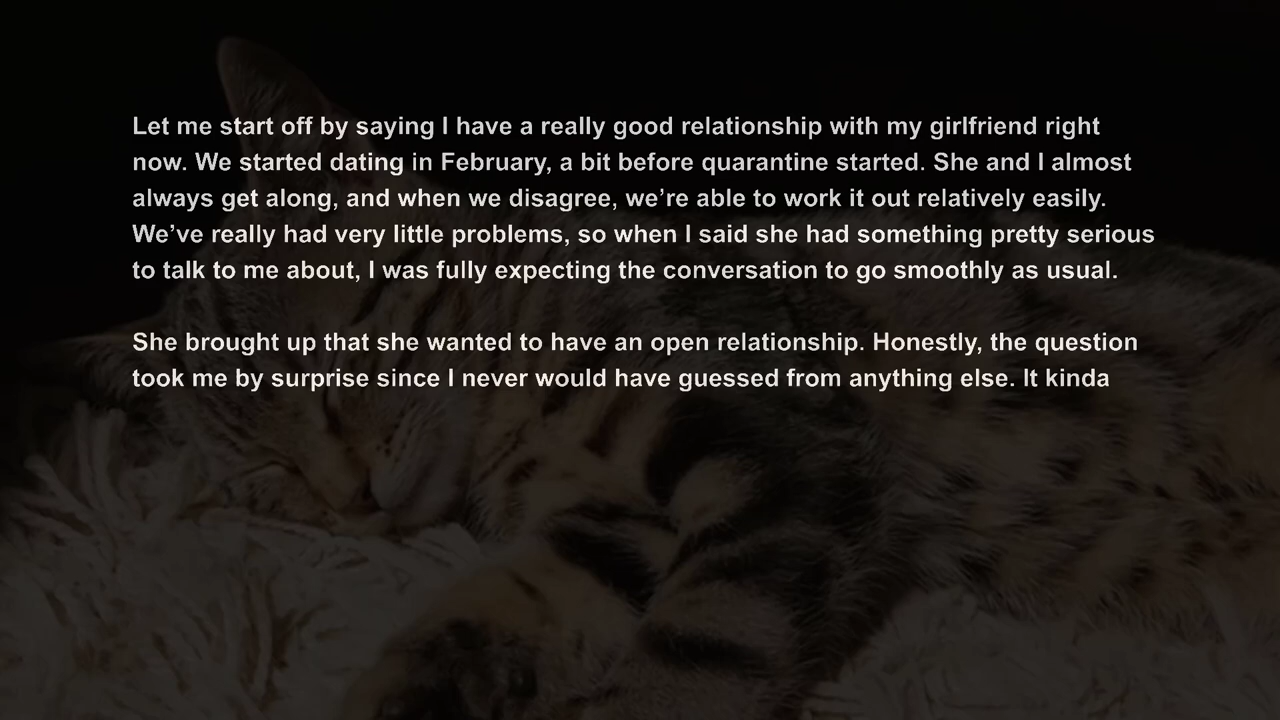 Let me start off by saying I have a really good relationship with my girlfriend right
now. We started dating in February, a bit before quarantine started. She and I almost
always get along, and when we disagree, we’re able to work it out relatively easily.
We’ve really had very little problems, so when I said she had something pretty serious
to talk to me about, I was fully expecting the conversation to go smoothly as usual.
She brought up that she wanted to have an open relationship. Honestly, the question
took me by surprise since I never would have guessed from anything else. It kinda